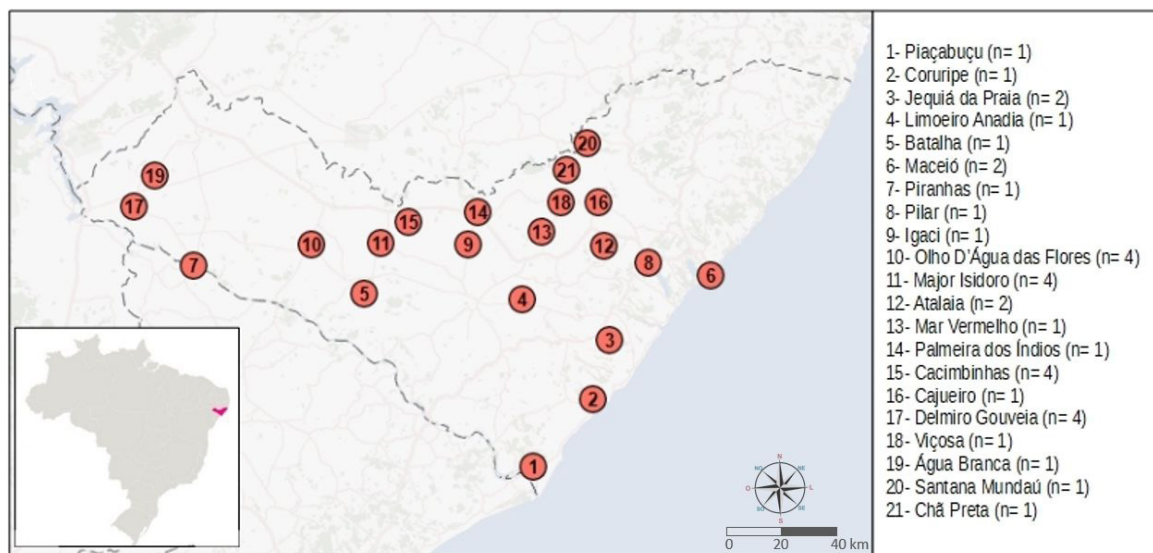 1- Piaçabuçu (n= 1)
2- Coruripe (n= 1)
3- Jequiá da Praia (n= 2)
4- Limoeiro Anadia (n= 1)
5- Batalha (n= 1)
6- Maceió (n= 2)
7- Piranhas (n= 1)
8- Pilar (n= 1)
9- Igaci (n= 1)
10- Olho D'Água das Flores (n= 4)
11- Major Isidoro (n= 4)
12- Atalaia (n= 2)
13- Mar Vermelho (n= 1)
14- Palmeira dos Índios (n= 1)
15- Cacimbinhas (n= 4)
16- Cajueiro (n= 1)
17- Delmiro Gouveia (n= 4)
18- Viçosa (n= 1)
19- Água Branca (n= 1)
20- Santana Mundaú (n= 1)
21- Chã Preta (n= 1)
20
21
19
18
16
17
14
15
13
10
11
9
12
7
8
6
5
4
3
2
1
N
NO
NE
O
L
SO
SE
S
0 20 40 km